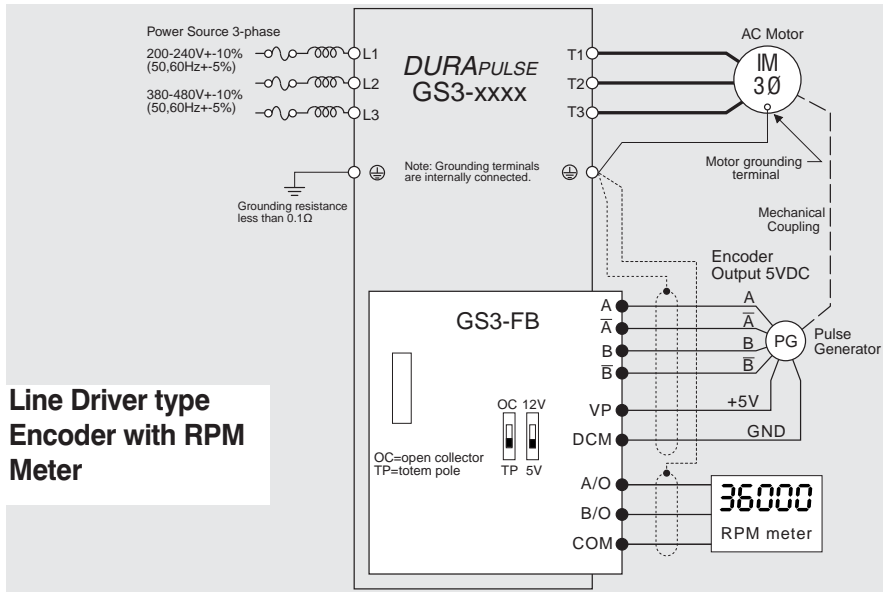 Power Source 3-phase
200-240V+-10%
(50,60Hz+-5%)
380-480V+-10%
(50,60Hz+-5%)
L1
L2
L3
DURAPULSE
GS3-xxxx
T1
T2
T3
AC Motor
IM
3Ø
Note: Grounding terminals
are internally connected.
Motor grounding
terminal
Grounding resistance
less than 0.1Ω
Mechanical
Coupling
Encoder
Output 5VDC
GS3-FB
A
A̅
B
B̅
VP
DCM
A/O
B/O
COM
A
A̅
B
B̅
+5V
GND
PG
Pulse
Generator
OC 12V
TP 5V
OC=open collector
TP=totem pole
Line Driver type
Encoder with RPM
Meter
36000
RPM meter